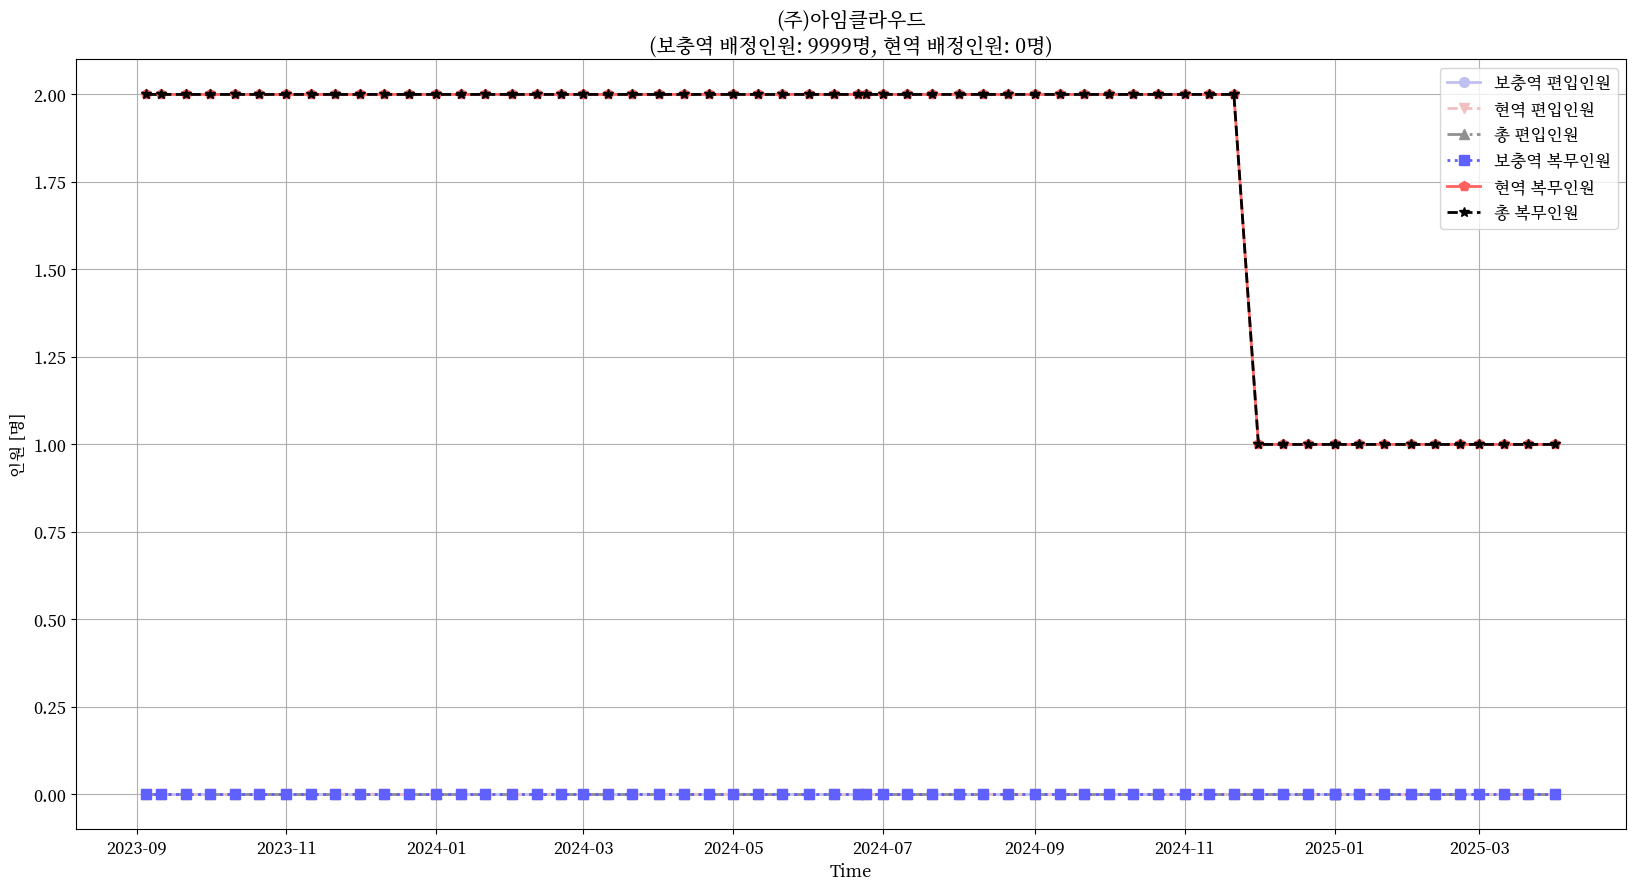 (주)아임클라우드
(보충역 배정인원: 9999명, 현역 배정인원: 0명)
보충역 편입인원
현역 편입인원
총 편입인원
보충역 복무인원
현역 복무인원
총 복무인원
인원 [명]
2.00
1.75
1.50
1.25
1.00
0.75
0.50
0.25
0.00
2023-09 2023-11 2024-01 2024-03 2024-05 2024-07 2024-09 2024-11 2025-01 2025-03
Time